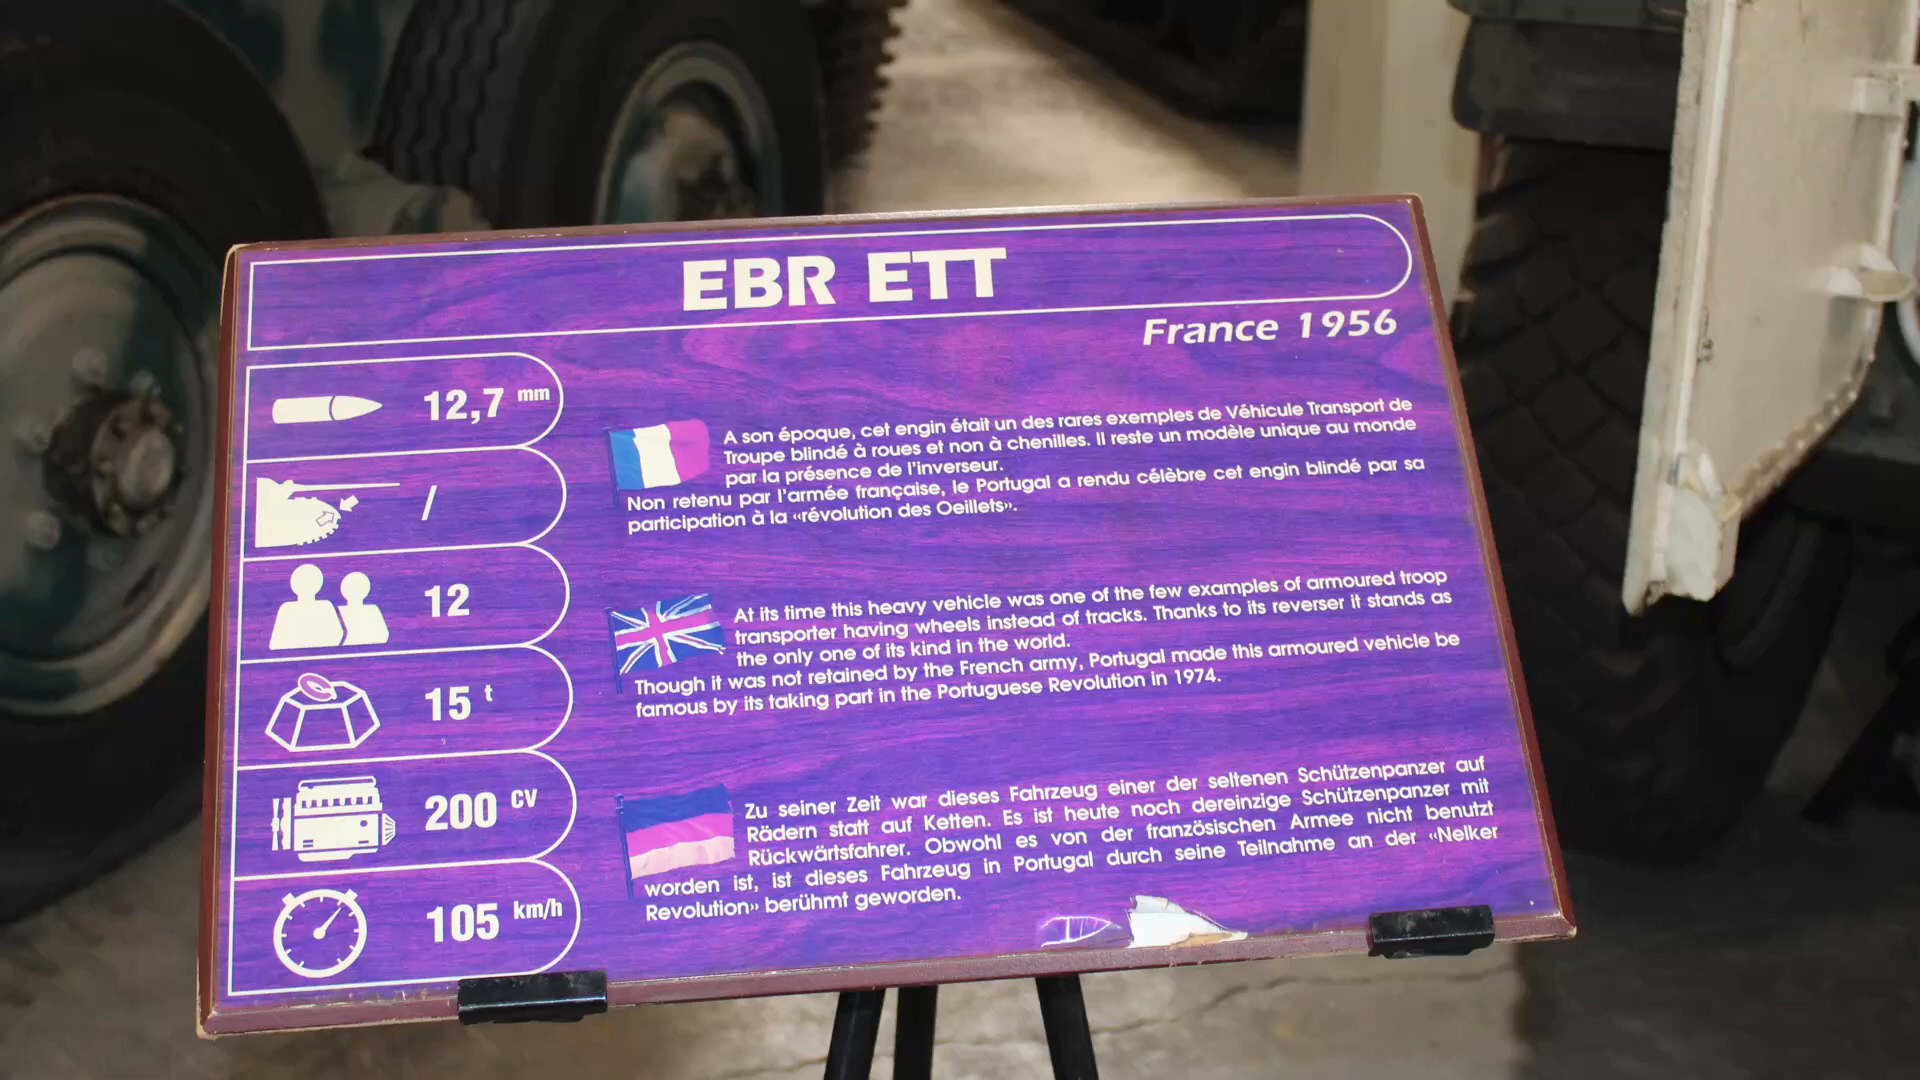 EBR ETT
France 1956
12,7 mm
/
12
15 t
200 CV
105 km/h
A son époque, cet engin était un des rares exemples de Véhicule Transport de
Troupe blindé à roues et non à chenilles. Il reste un modèle unique au monde
par la présence de l'inverseur.
Non retenu par l'armée française, le Portugal a rendu célèbre cet engin blindé par sa
participation à la «révolution des Oeillets».
At its time this heavy vehicle was one of the few examples of armoured troop
transporter having wheels instead of tracks. Thanks to its reverser it stands as
the only one of its kind in the world.
Though it was not retained by the French army, Portugal made this armoured vehicle be
famous by its taking part in the Portuguese Revolution in 1974.
Zu seiner Zeit war dieses Fahrzeug einer der seltenen Schützenpanzer auf
Rädern statt auf Ketten. Es ist heute noch dereinzige Schützenpanzer mit
Rückwärtsfahrer. Obwohl es von der französischen Armee nicht benutzt
worden ist, ist dieses Fahrzeug in Portugal durch seine Teilnahme an der «Nelker
Revolution» berühmt geworden.